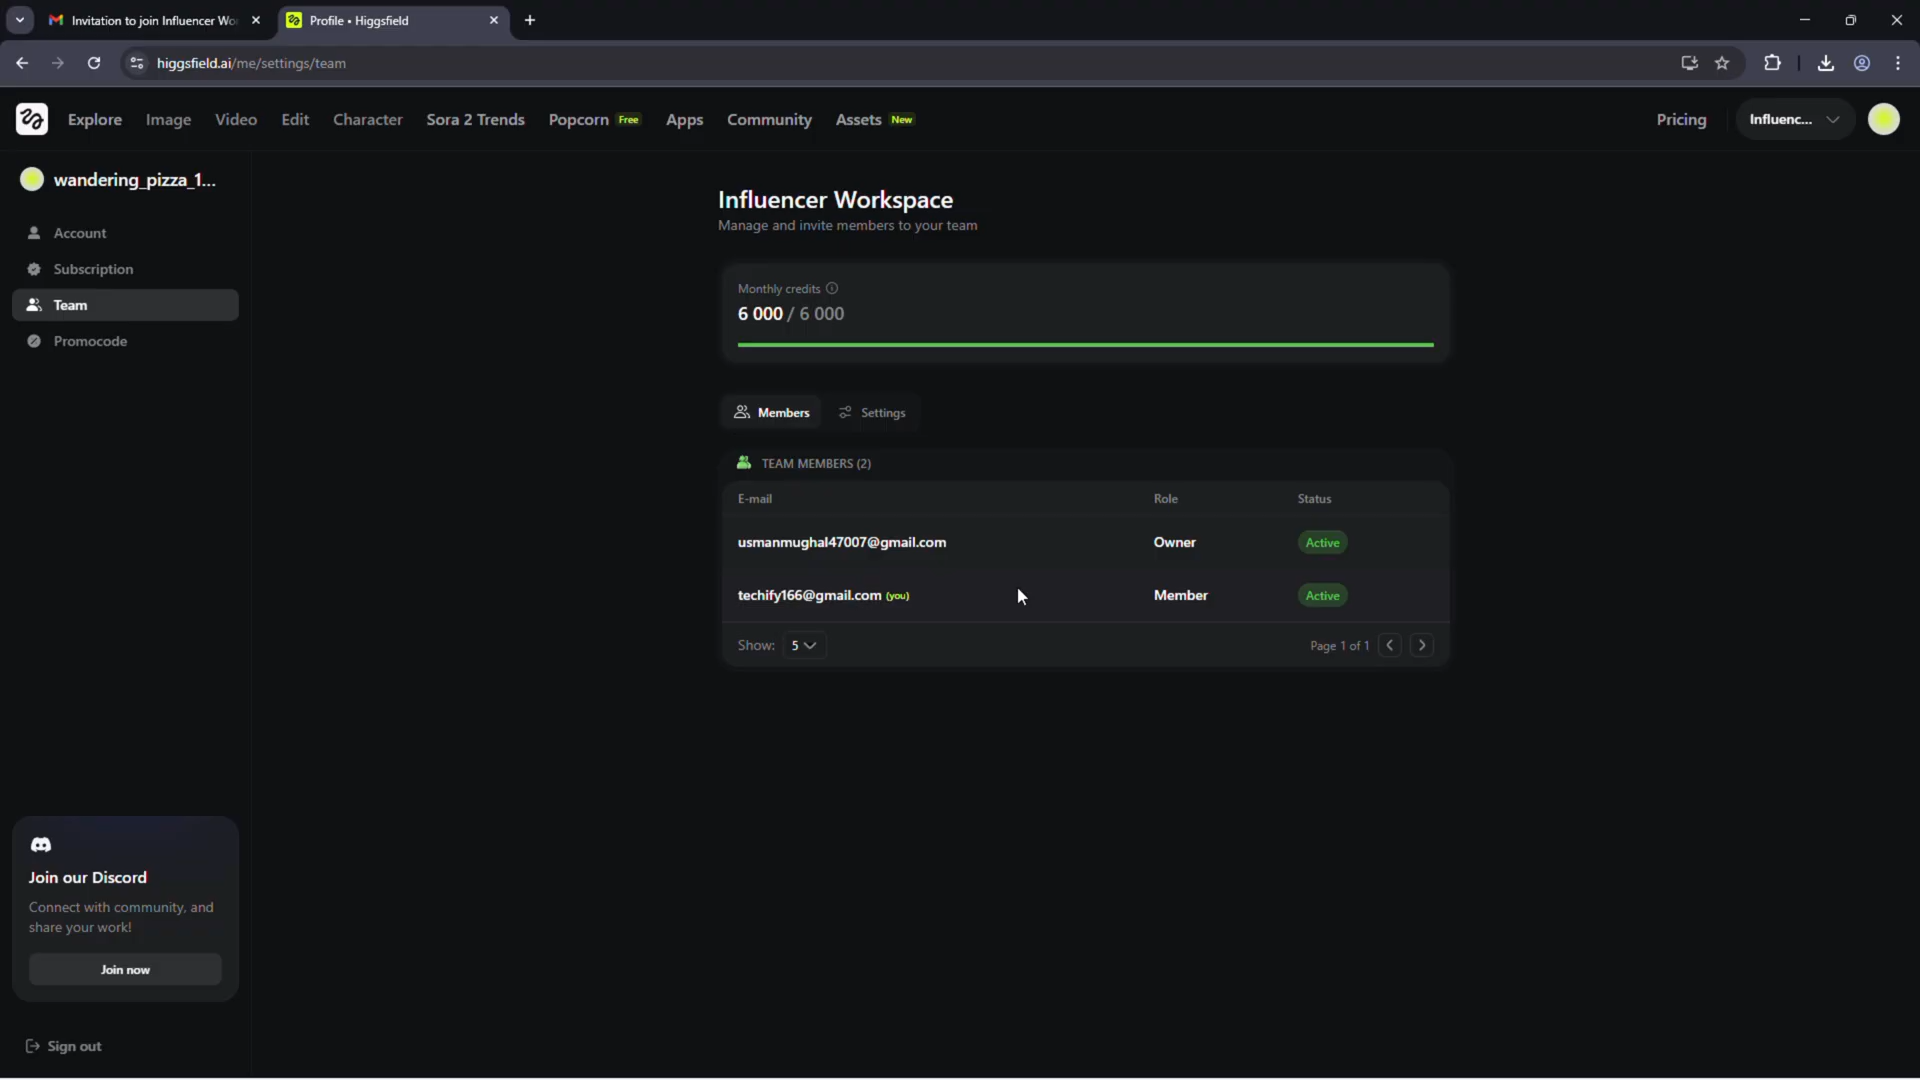 Invitation to join Influencer Wo
Profile • Higgsfield
higgsfield.ai/me/settings/team
Explore
Image
Video
Edit
Character
Sora 2 Trends
Popcorn Free
Apps
Community
Assets New
Pricing
Influenc...
wandering_pizza_1...
Account
Subscription
Team
Promocode
Influencer Workspace
Manage and invite members to your team
Monthly credits
6 000 / 6 000
Members
Settings
TEAM MEMBERS (2)
E-mail Role Status
usmanmughal47007@gmail.com Owner Active
techify166@gmail.com (you) Member Active
Show: 5
Page 1 of 1
Join our Discord
Connect with community, and
share your work!
Join now
Sign out